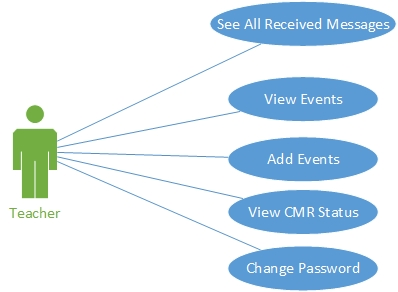 See All Received Messages
View Events
Add Events
View CMR Status
Change Password
Teacher